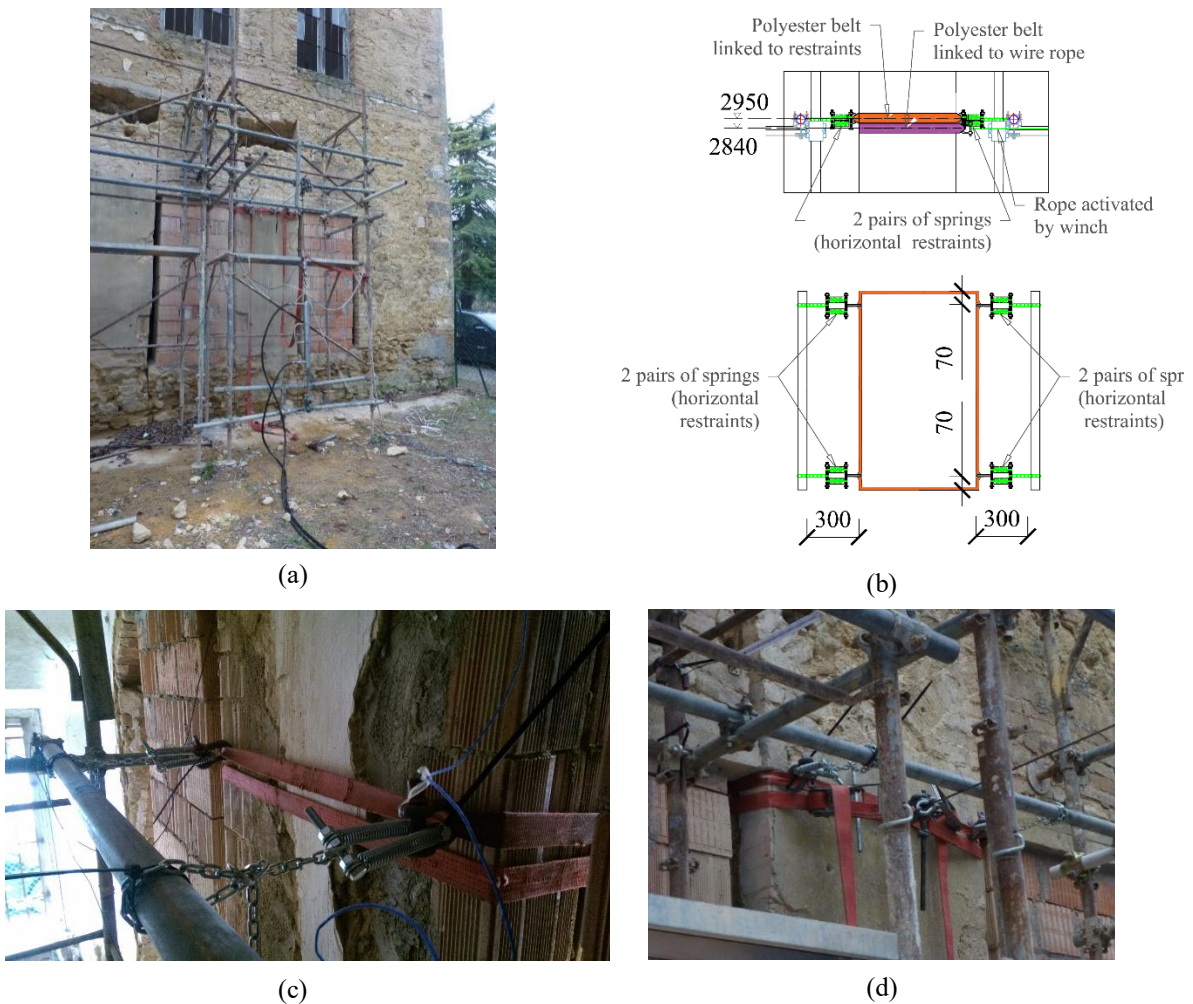 Polyester belt
linked to restraints
Polyester belt
linked to wire rope
2950
2840
2 pairs of springs
(horizontal restraints)
Rope activated
by winch
2 pairs of springs
(horizontal
restraints)
70
70
2 pairs of spr
(horizontal
restraints)
300
300
(a)
(b)
(c)
(d)